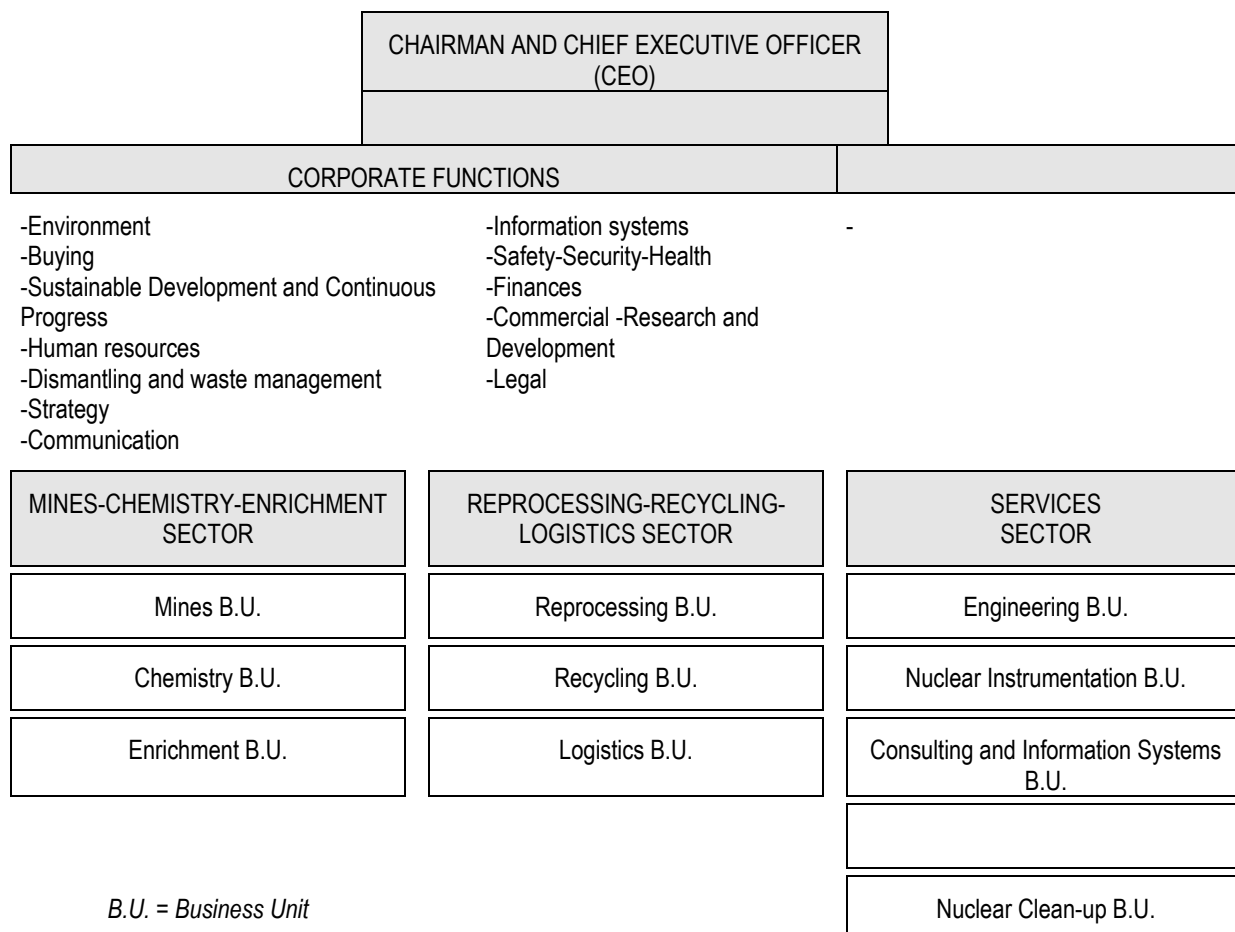 CHAIRMAN AND CHIEF EXECUTIVE OFFICER
(CEO)
CORPORATE FUNCTIONS
-Environment
-Buying
-Sustainable Development and Continuous
Progress
-Human resources
-Dismantling and waste management
-Strategy
-Communication
-Information systems
-Safety-Security-Health
-Finances
-Commercial -Research and
Development
-Legal
-
MINES-CHEMISTRY-ENRICHMENT
SECTOR
Mines B.U.
Chemistry B.U.
Enrichment B.U.
REPROCESSING-RECYCLING-
LOGISTICS SECTOR
Reprocessing B.U.
Recycling B.U.
Logistics B.U.
SERVICES
SECTOR
Engineering B.U.
Nuclear Instrumentation B.U.
Consulting and Information Systems
B.U.
Nuclear Clean-up B.U.
B.U. = Business Unit